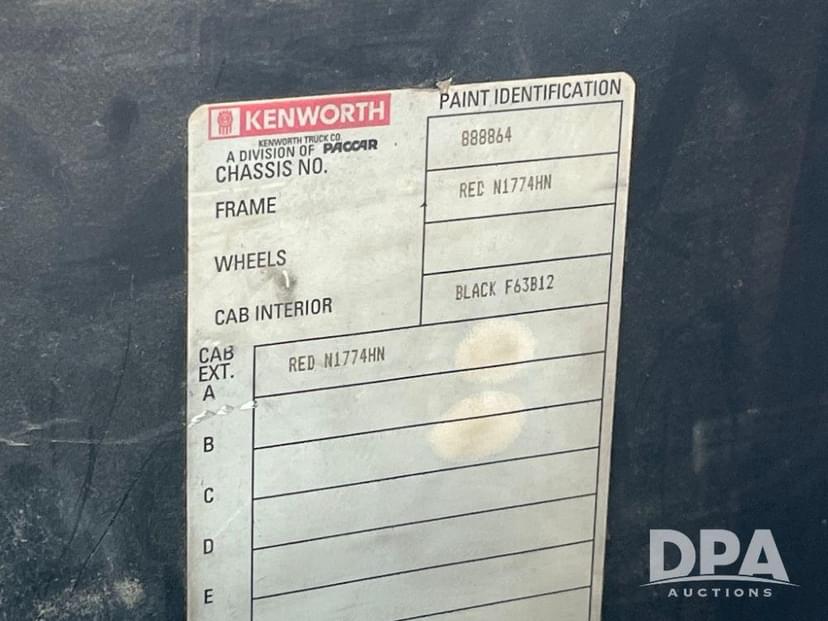 KENWORTH
KENWORTH TRUCK CO.
A DIVISION OF PACCAR
PAINT IDENTIFICATION
CHASSIS NO. 888864
FRAME RED N1774HN
WHEELS
CAB INTERIOR BLACK F63B12
CAB
EXT.
A RED N1774HN
B
C
D
E
DPA
AUCTIONS